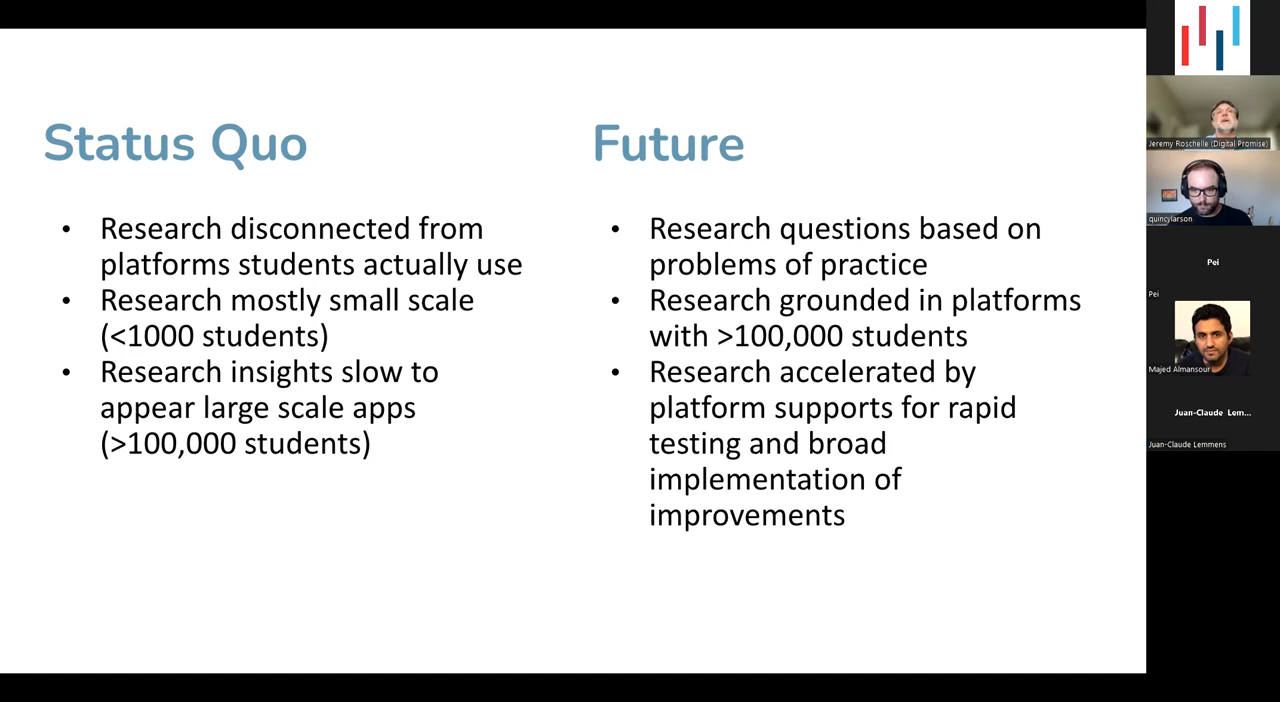 Status Quo
• Research disconnected from
platforms students actually use
• Research mostly small scale
(<1000 students)
• Research insights slow to
appear large scale apps
(>100,000 students)
Future
• Research questions based on
problems of practice
• Research grounded in platforms
with >100,000 students
• Research accelerated by
platform supports for rapid
testing and broad
implementation of
improvements
Jeremy Roschelle (Digital Promise)
quincylarson
Pei
Pei
Majed Almansour
Juan-Claude Lem...
Juan-Claude Lemmens